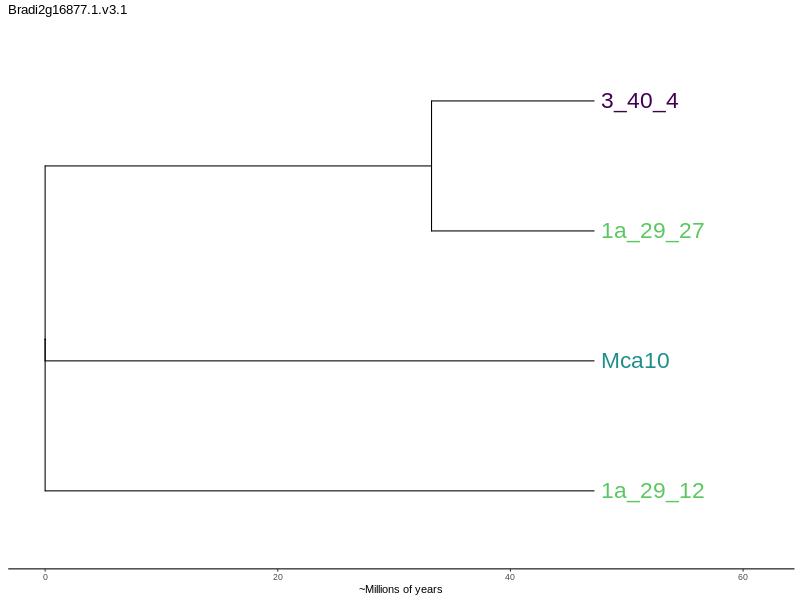 Bradi2g16877.1.v3.1
3_40_4
1a_29_27
Mca10
1a_29_12
0 20 40 60
~Millions of years